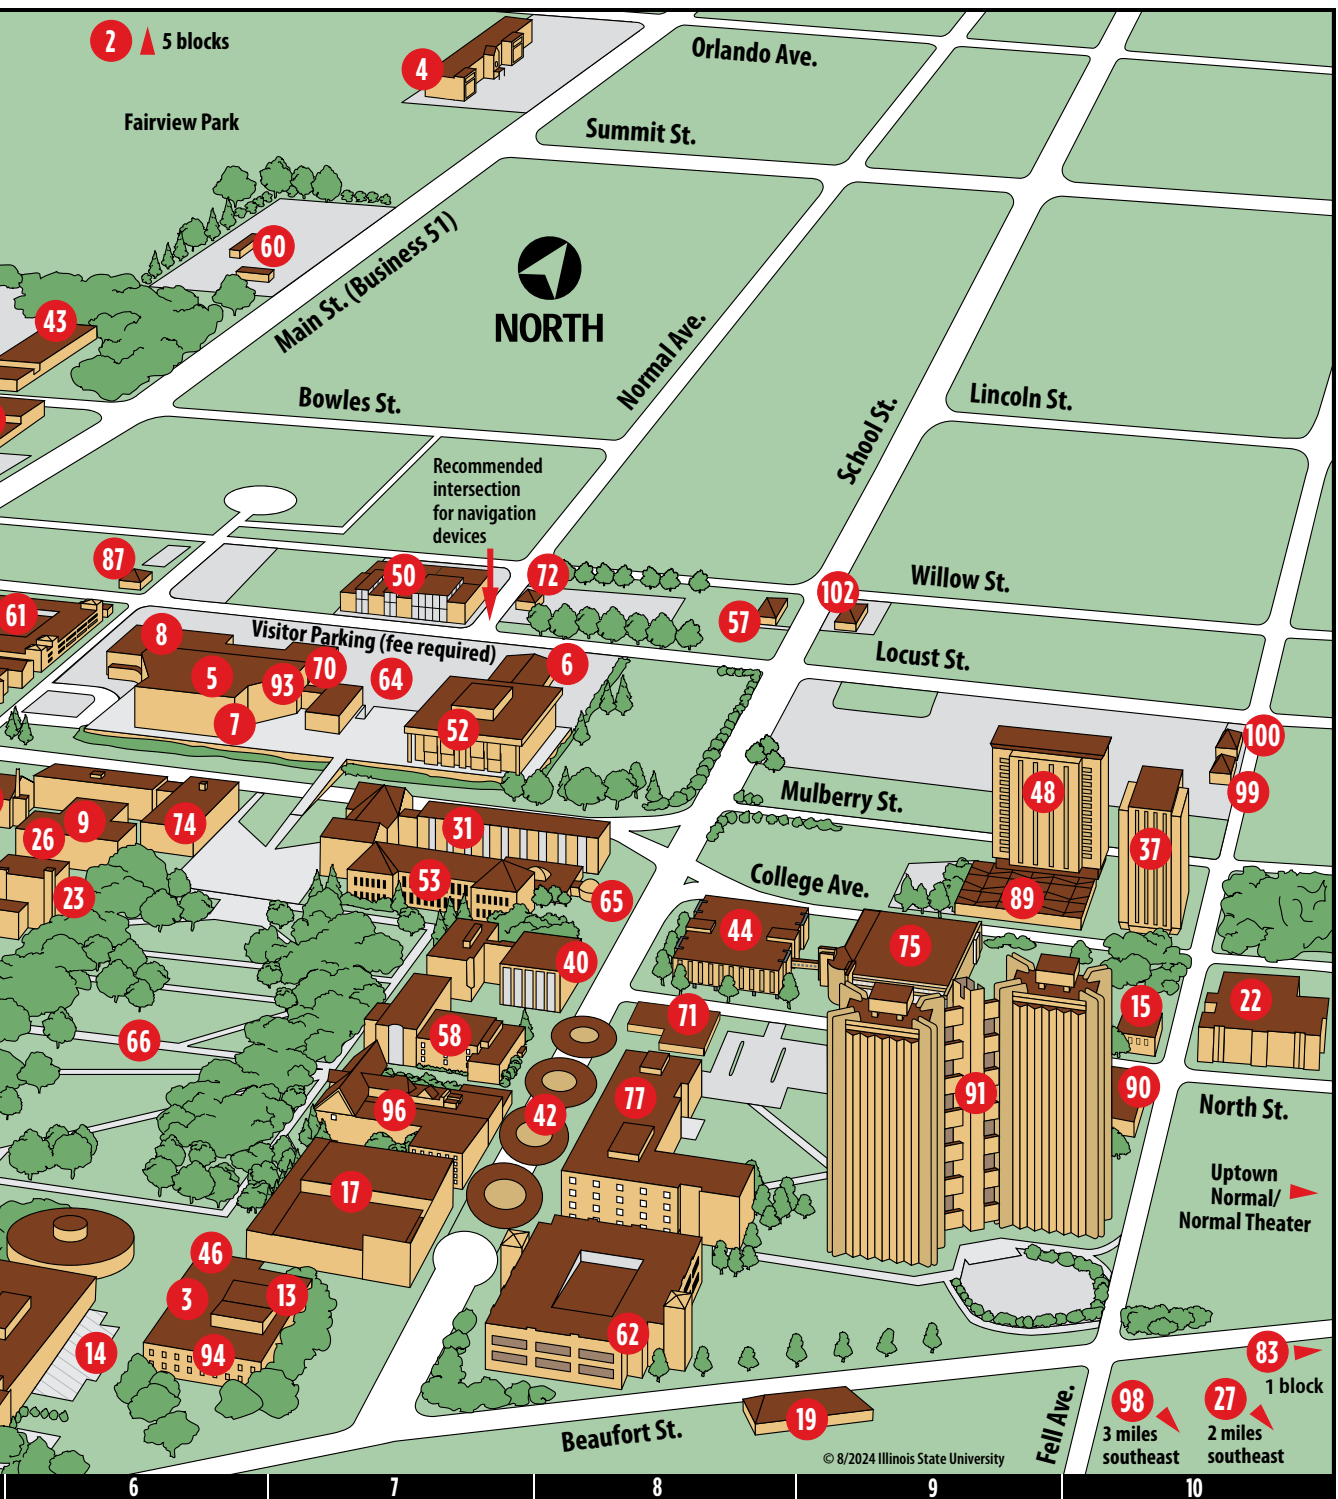 2
5 blocks
4
Orlando Ave.
Fairview Park
Summit St.
60
Main St. (Business 51)
NORTH
43
Normal Ave.
Bowles St.
Lincoln St.
School St.
Recommended
intersection
for navigation
devices
87
50
72
102
Willow St.
61
57
8
Visitor Parking (fee required)
Locust St.
5
93
70
64
6
7
52
100
Mulberry St.
48
99
26
9
74
31
37
College Ave.
23
53
65
89
44
75
40
66
58
71
15
22
96
42
77
91
90
North St.
17
Uptown
Normal/
Normal Theater
46
3
13
14
94
62
83
1 block
98
3 miles
southeast
27
2 miles
southeast
19
Beaufort St.
Fell Ave.
© 8/2024 Illinois State University
6
7
8
9
10